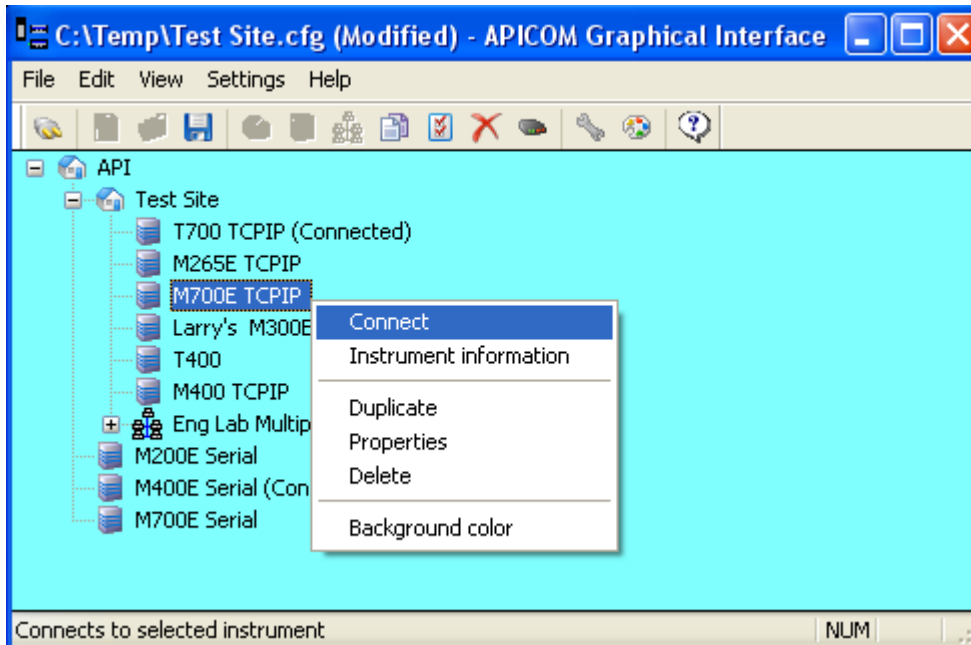 C:\Temp\Test Site.cfg (Modified) - APICOM Graphical Interface
File Edit View Settings Help
API
Test Site
T700 TCPIP (Connected)
M265E TCPIP
M700E TCPIP
Larry's M300E
T400
M400 TCPIP
Eng Lab Multip
M200E Serial
M400E Serial (Con
M700E Serial
Connect
Instrument information
Duplicate
Properties
Delete
Background color
Connects to selected instrument
NUM